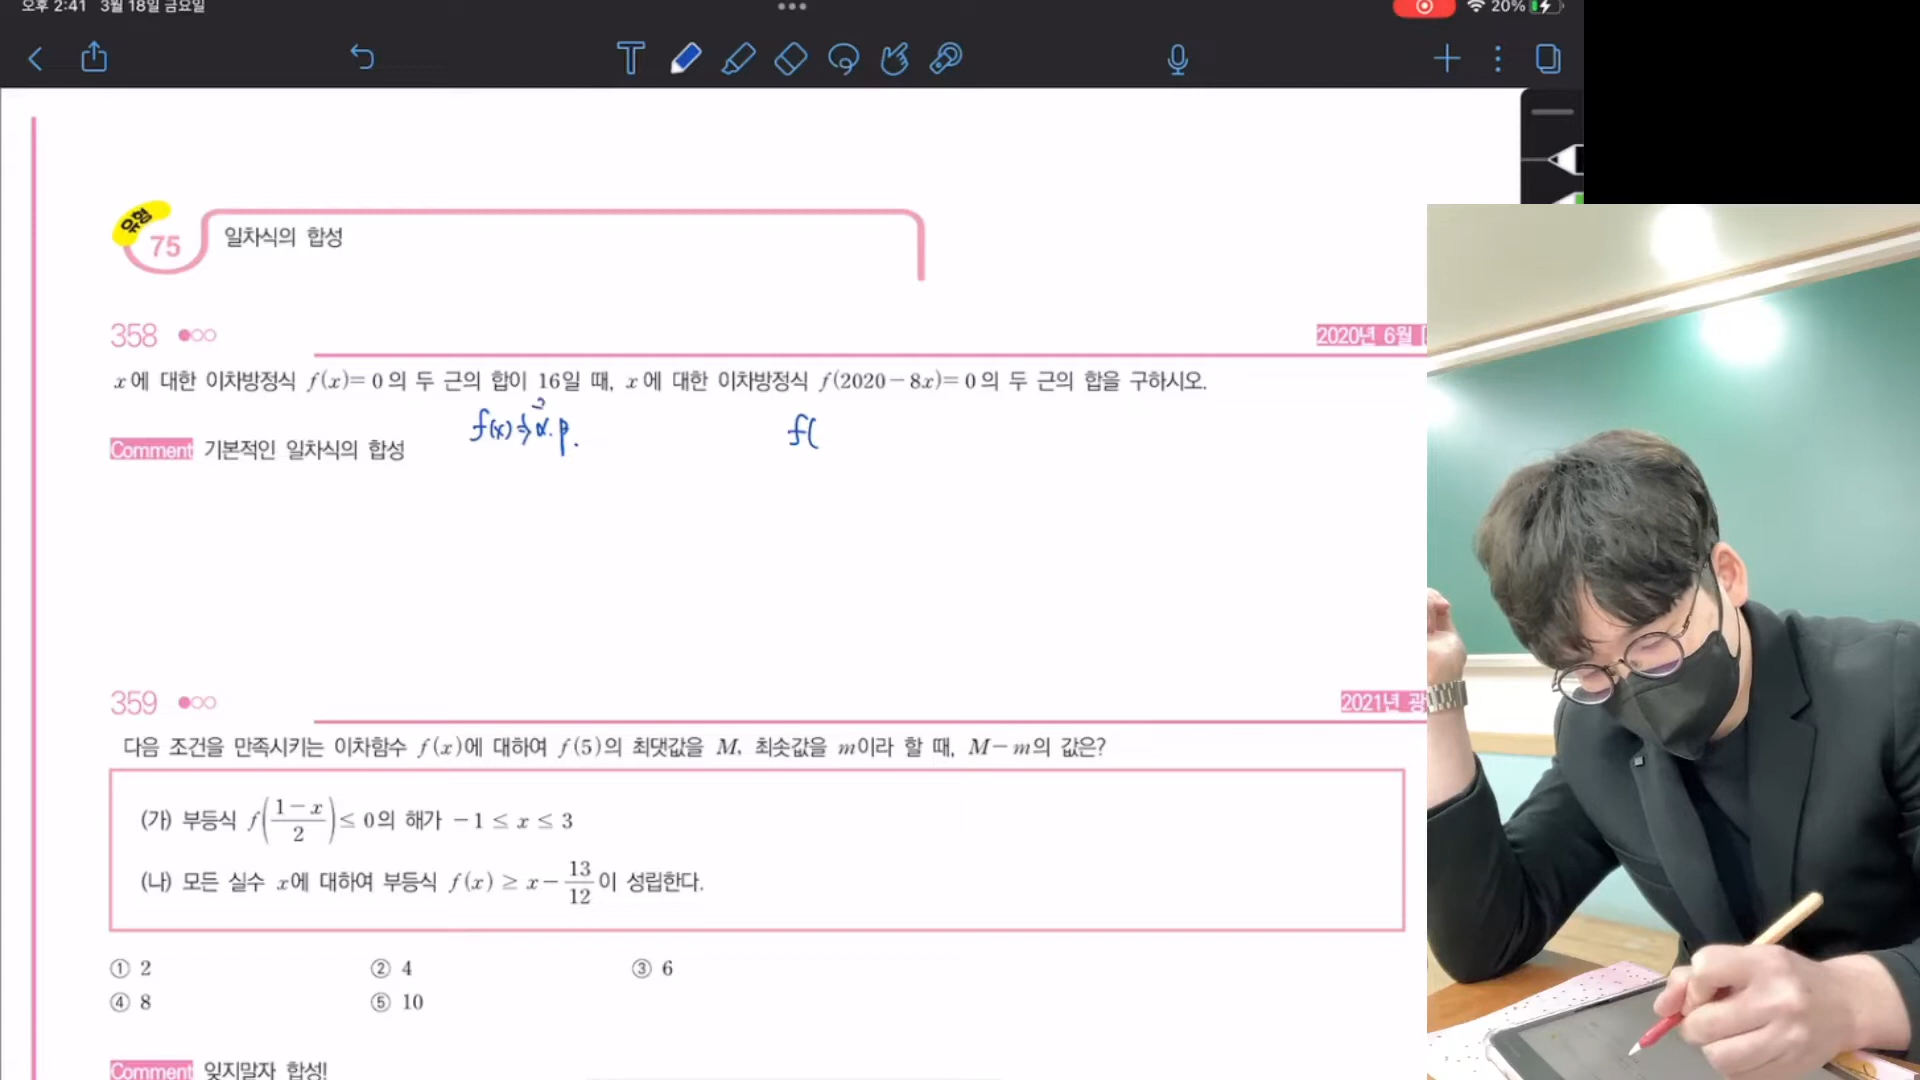 오후 2:41 3월 18일 금요일
20%
유형
75
일차식의 합성
358
2020년 6월
x에 대한 이차방정식 f(x)=0의 두 근의 합이 16일 때, x에 대한 이차방정식 f(2020-8x)=0의 두 근의 합을 구하시오.
f(x)→α.β.
f(
Comment 기본적인 일차식의 합성
359
2021년 광
다음 조건을 만족시키는 이차함수 f(x)에 대하여 f(5)의 최댓값을 M, 최솟값을 m이라 할 때, M-m의 값은?
(가) 부등식 f((1-x)/2) ≤ 0의 해가 -1 ≤ x ≤ 3
(나) 모든 실수 x에 대하여 부등식 f(x) ≥ x - 13/12이 성립한다.
① 2 ② 4 ③ 6
④ 8 ⑤ 10
Comment 잊지말자 합성!